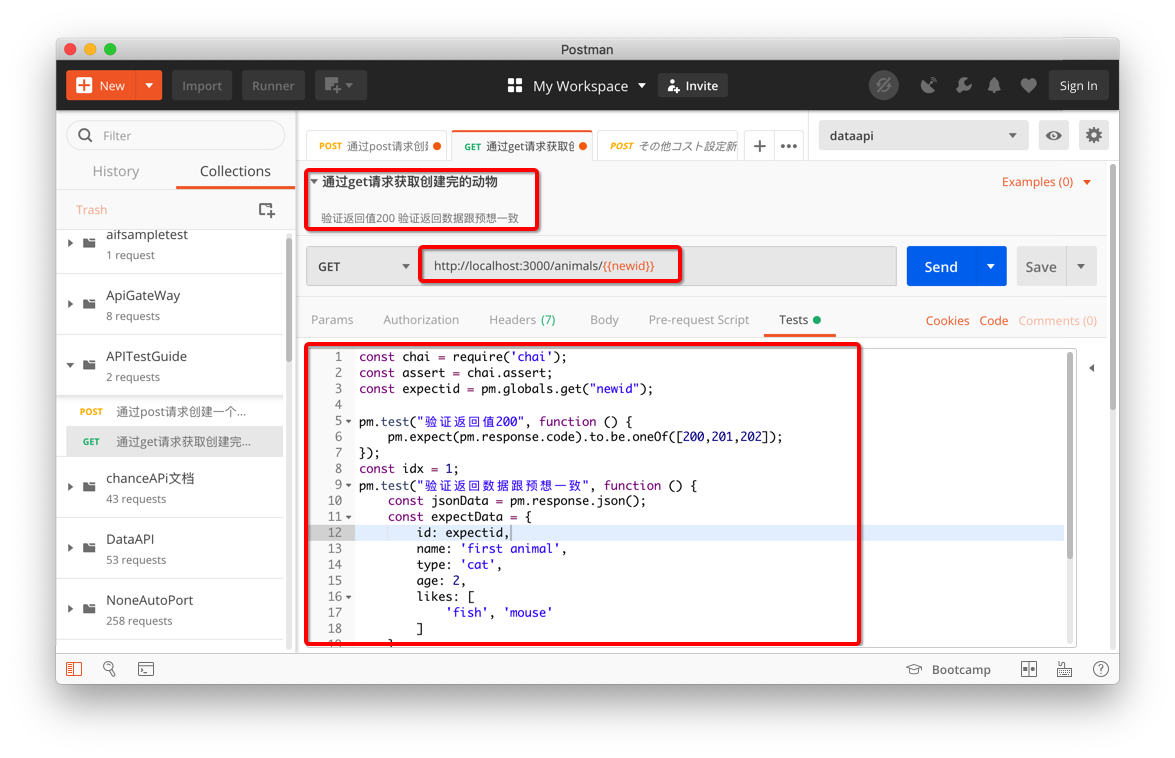 Postman
New
Import
Runner
My Workspace
Invite
Sign In
Filter
History
Collections
Trash
aifsampletest
1 request
ApiGateWay
8 requests
APITestGuide
2 requests
POST 通过post请求创建一个...
GET 通过get请求获取创建完...
chanceAPi文档
43 requests
DataAPI
53 requests
NoneAutoPort
258 requests
POST 通过post请求创建
GET 通过get请求获取创
POST その他コスト設定新
dataapi
通过get请求获取创建完的动物
Examples (0)
验证返回值200 验证返回数据跟预想一致
GET
http://localhost:3000/animals/{{newid}}
Send
Save
Params
Authorization
Headers (7)
Body
Pre-request Script
Tests
Cookies
Code
Comments (0)
1 const chai = require('chai');
2 const assert = chai.assert;
3 const expectid = pm.globals.get("newid");
4
5 pm.test("验证返回值200", function () {
6 pm.expect(pm.response.code).to.be.oneOf([200,201,202]);
7 });
8 const idx = 1;
9 pm.test("验证返回数据跟预想一致", function () {
10 const jsonData = pm.response.json();
11 const expectData = {
12 id: expectid,
13 name: 'first animal',
14 type: 'cat',
15 age: 2,
16 likes: [
17 'fish', 'mouse'
18 ]
Bootcamp